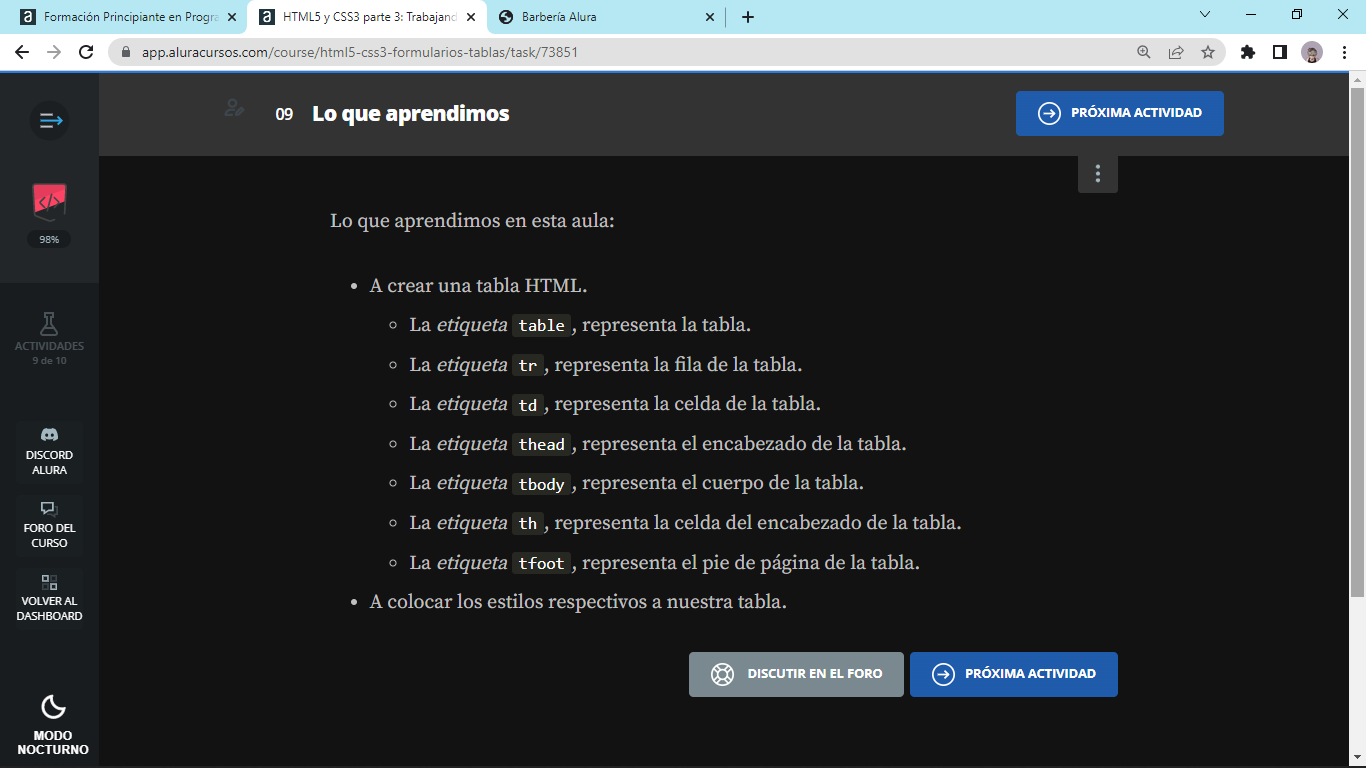 Formación Principiante en Progra
HTML5 y CSS3 parte 3: Trabajand
Barbería Alura
app.aluracursos.com/course/html5-css3-formularios-tablas/task/73851
09 Lo que aprendimos
PRÓXIMA ACTIVIDAD
98%
ACTIVIDADES
9 de 10
DISCORD
ALURA
FORO DEL
CURSO
VOLVER AL
DASHBOARD
MODO
NOCTURNO
Lo que aprendimos en esta aula:
A crear una tabla HTML.
La etiqueta table, representa la tabla.
La etiqueta tr, representa la fila de la tabla.
La etiqueta td, representa la celda de la tabla.
La etiqueta thead, representa el encabezado de la tabla.
La etiqueta tbody, representa el cuerpo de la tabla.
La etiqueta th, representa la celda del encabezado de la tabla.
La etiqueta tfoot, representa el pie de página de la tabla.
A colocar los estilos respectivos a nuestra tabla.
DISCUTIR EN EL FORO
PRÓXIMA ACTIVIDAD